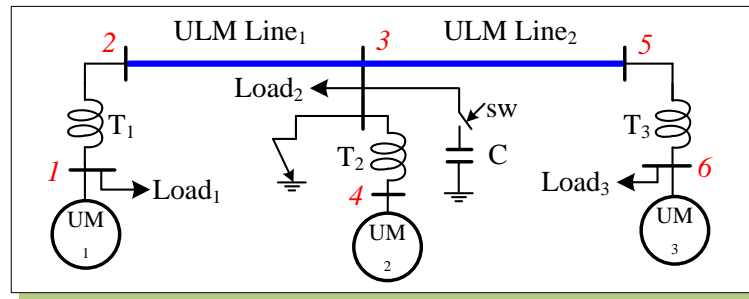 ULM Line1 ULM Line2
2 3 5
Load2 sw
T1 T2 C T3
1 4 6
Load1 Load3
UM 1
UM 2
UM 3